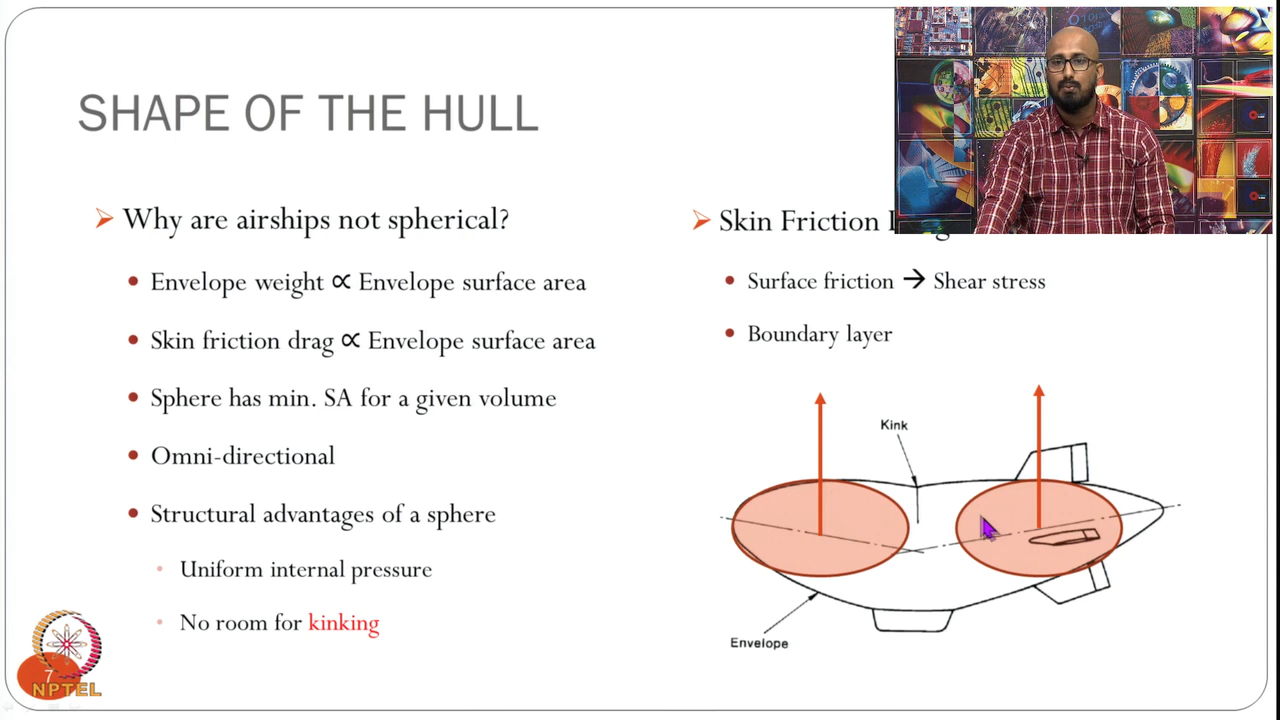 SHAPE OF THE HULL
➢ Why are airships not spherical?
• Envelope weight ∝ Envelope surface area
• Skin friction drag ∝ Envelope surface area
• Sphere has min. SA for a given volume
• Omni-directional
• Structural advantages of a sphere
• Uniform internal pressure
• No room for kinking
➢ Skin Friction
• Surface friction → Shear stress
• Boundary layer
Kink
Envelope
7
NPTEL